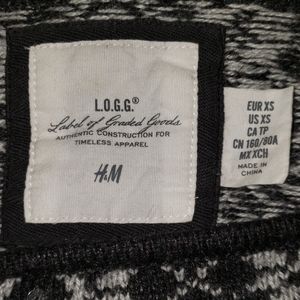 L.O.G.G.®
Label of Graded Goods
AUTHENTIC CONSTRUCTION FOR
TIMELESS APPAREL
H&M
EUR XS
US XS
CA TP
CN 160/80A
MX XCH
MADE IN
CHINA